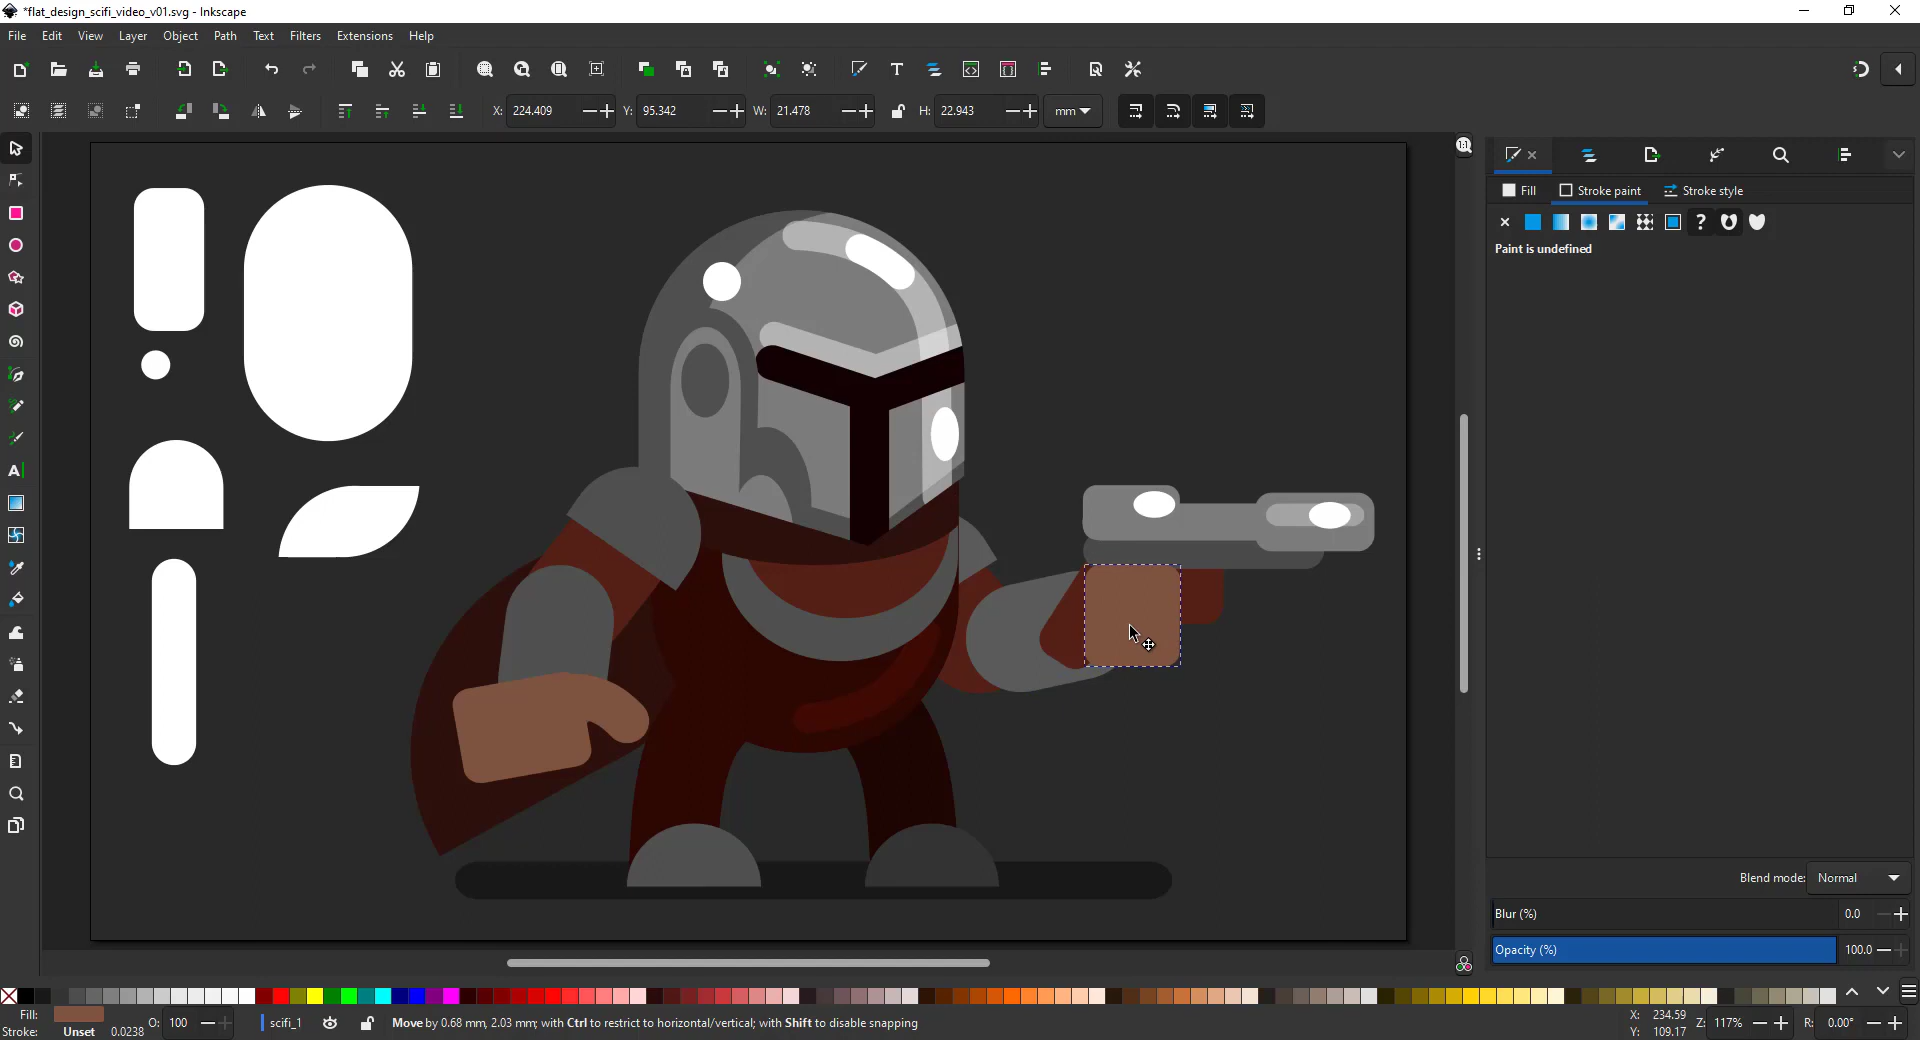 *flat_design_scifi_video_v01.svg - Inkscape
File Edit View Layer Object Path Text Filters Extensions Help
X: 224.409 Y: 95.342 W: 21.478 H: 22.943 mm
1:1
Fill Stroke paint Stroke style
Paint is undefined
Blend mode: Normal
Blur (%) 0.0
Opacity (%) 100.0
Fill:
Stroke: Unset 0.0238
O: 100 scifi_1 Move by 0.68 mm, 2.03 mm; with Ctrl to restrict to horizontal/vertical; with Shift to disable snapping
X: 234.59
Y: 109.17
Z: 117% R: 0.00°